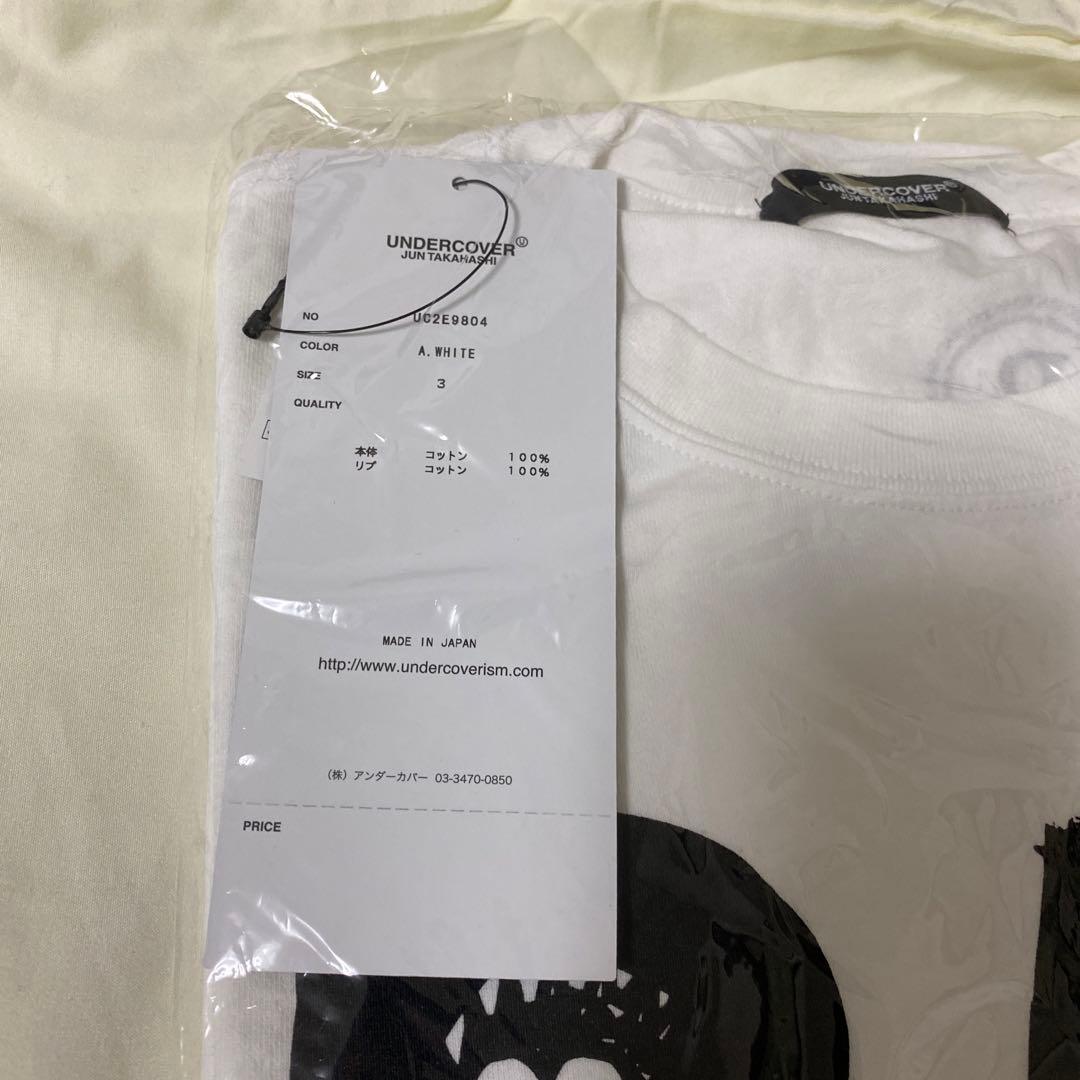 UNDERCOVER Ⓤ
JUN TAKAHASHI
NO UC2E9804
COLOR A.WHITE
SIZE 3
QUALITY
本体 コットン 100%
リブ コットン 100%
MADE IN JAPAN
http://www.undercoverism.com
(株) アンダーカバー 03-3470-0850
PRICE
UNDERCOVER Ⓤ
JUN TAKAHASHI